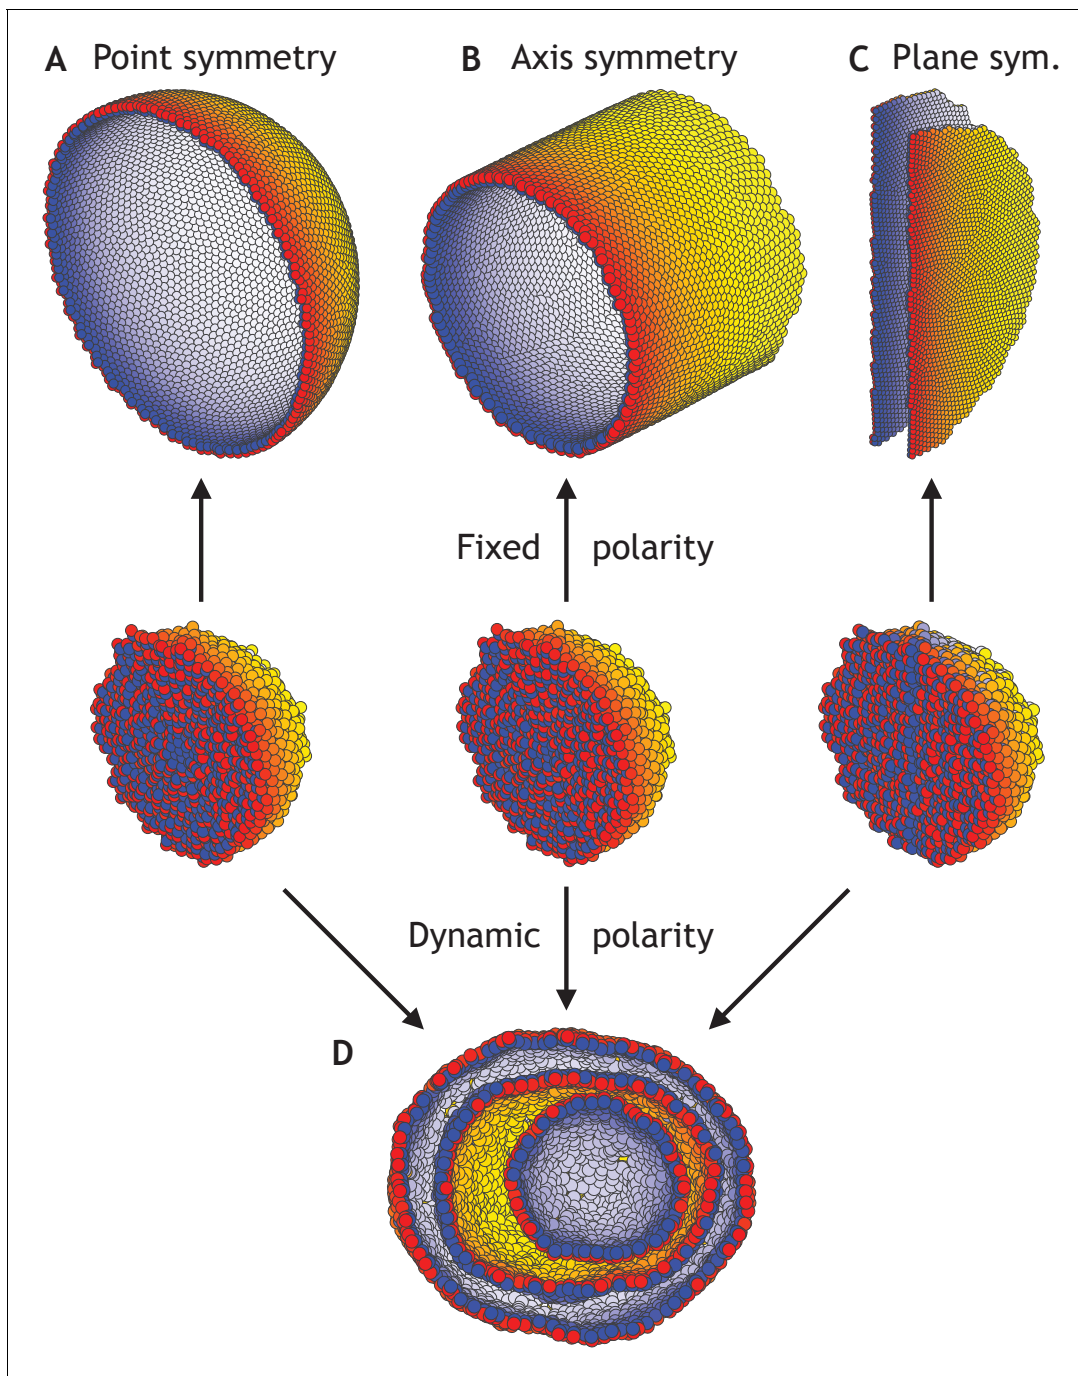 A Point symmetry
B Axis symmetry
C Plane sym.
Fixed polarity
Dynamic polarity
D